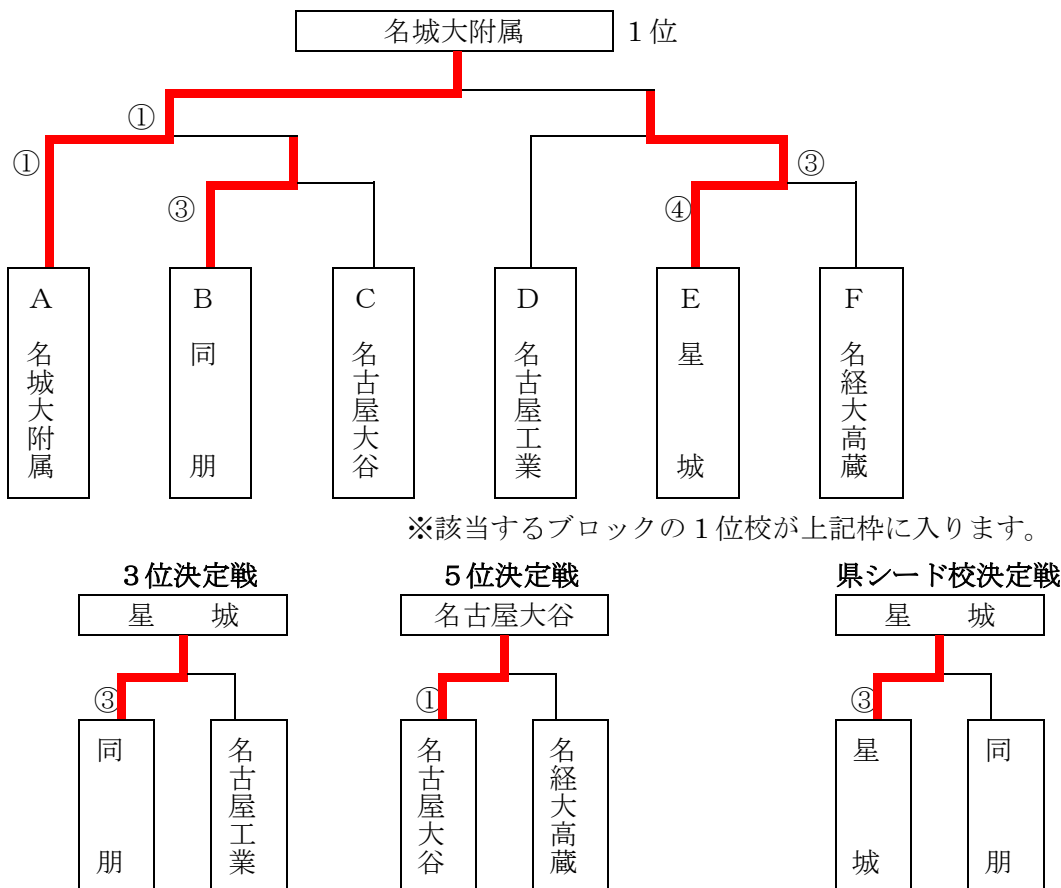 名城大附属 1位
①
① ③
③ ④
A B C D E F
名城大附属
同朋
名古屋大谷
名古屋工業
星城
名経大高蔵
※該当するブロックの1位校が上記枠に入ります。
3位決定戦 5位決定戦 県シード校決定戦
星 城 名古屋大谷 星 城
③ ① ③
同朋
名古屋工業
名古屋大谷
名経大高蔵
星城
同朋